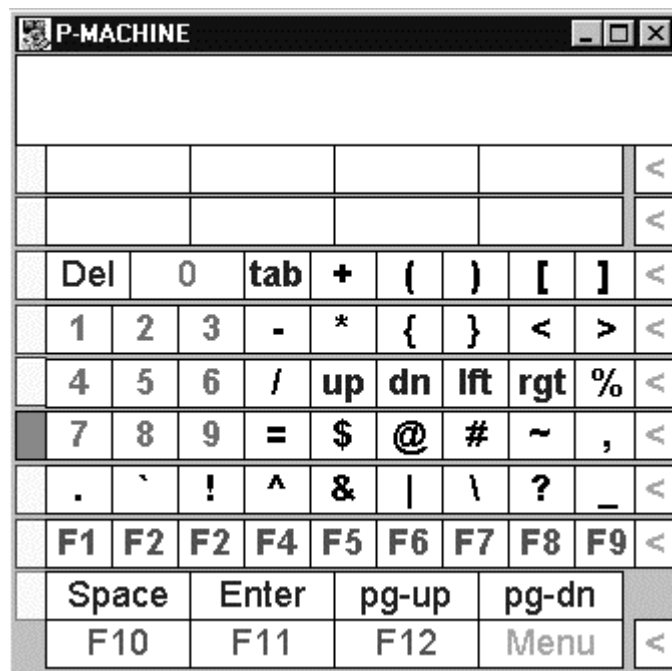 P-MACHINE
<
<
Del 0 tab + ( ) [ ] <
1 2 3 - * { } < > <
4 5 6 / up dn lft rgt % <
7 8 9 = $ @ # ~ , <
. ` ! ^ & | \ ? _ <
F1 F2 F2 F4 F5 F6 F7 F8 F9 <
Space Enter pg-up pg-dn
F10 F11 F12 Menu <